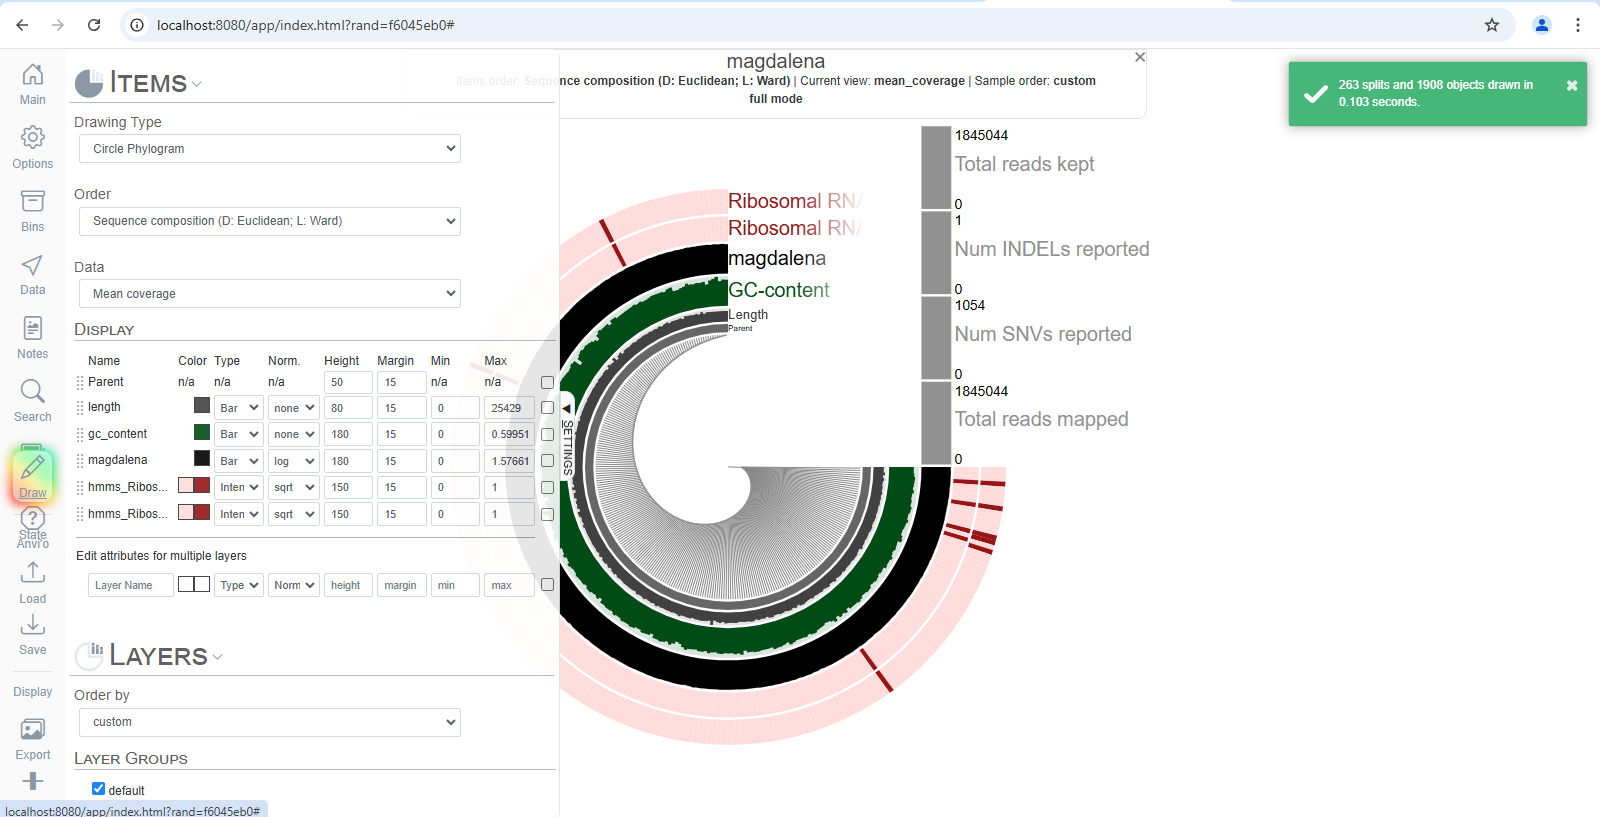 localhost:8080/app/index.html?rand=f6045eb0#
Main
Options
Bins
Data
Notes
Search
Draw
State
Anvi'o
Load
Save
Display
Export
ITEMS
Drawing Type
Circle Phylogram
Order
Sequence composition (D: Euclidean; L: Ward)
Data
Mean coverage
DISPLAY
Name Color Type Norm. Height Margin Min Max
Parent n/a n/a n/a 50 15 n/a n/a
length Bar none 80 15 0 25429
gc_content Bar none 180 15 0 0.59951
magdalena Bar log 180 15 0 1.57661
hmms_Ribos... Inten sqrt 150 15 0 1
hmms_Ribos... Inten sqrt 150 15 0 1
Edit attributes for multiple layers
Layer Name Type Norm height margin min max
LAYERS
Order by
custom
LAYER GROUPS
default
SETTINGS
magdalena
Items order: Sequence composition (D: Euclidean; L: Ward) | Current view: mean_coverage | Sample order: custom
full mode
Ribosomal RNA
Ribosomal RNA
magdalena
GC-content
Length
Parent
1845044
Total reads kept
0
1
Num INDELs reported
0
1054
Num SNVs reported
0
1845044
Total reads mapped
0
263 splits and 1908 objects drawn in
0.103 seconds.
localhost:8080/app/index.html?rand=f6045eb0#